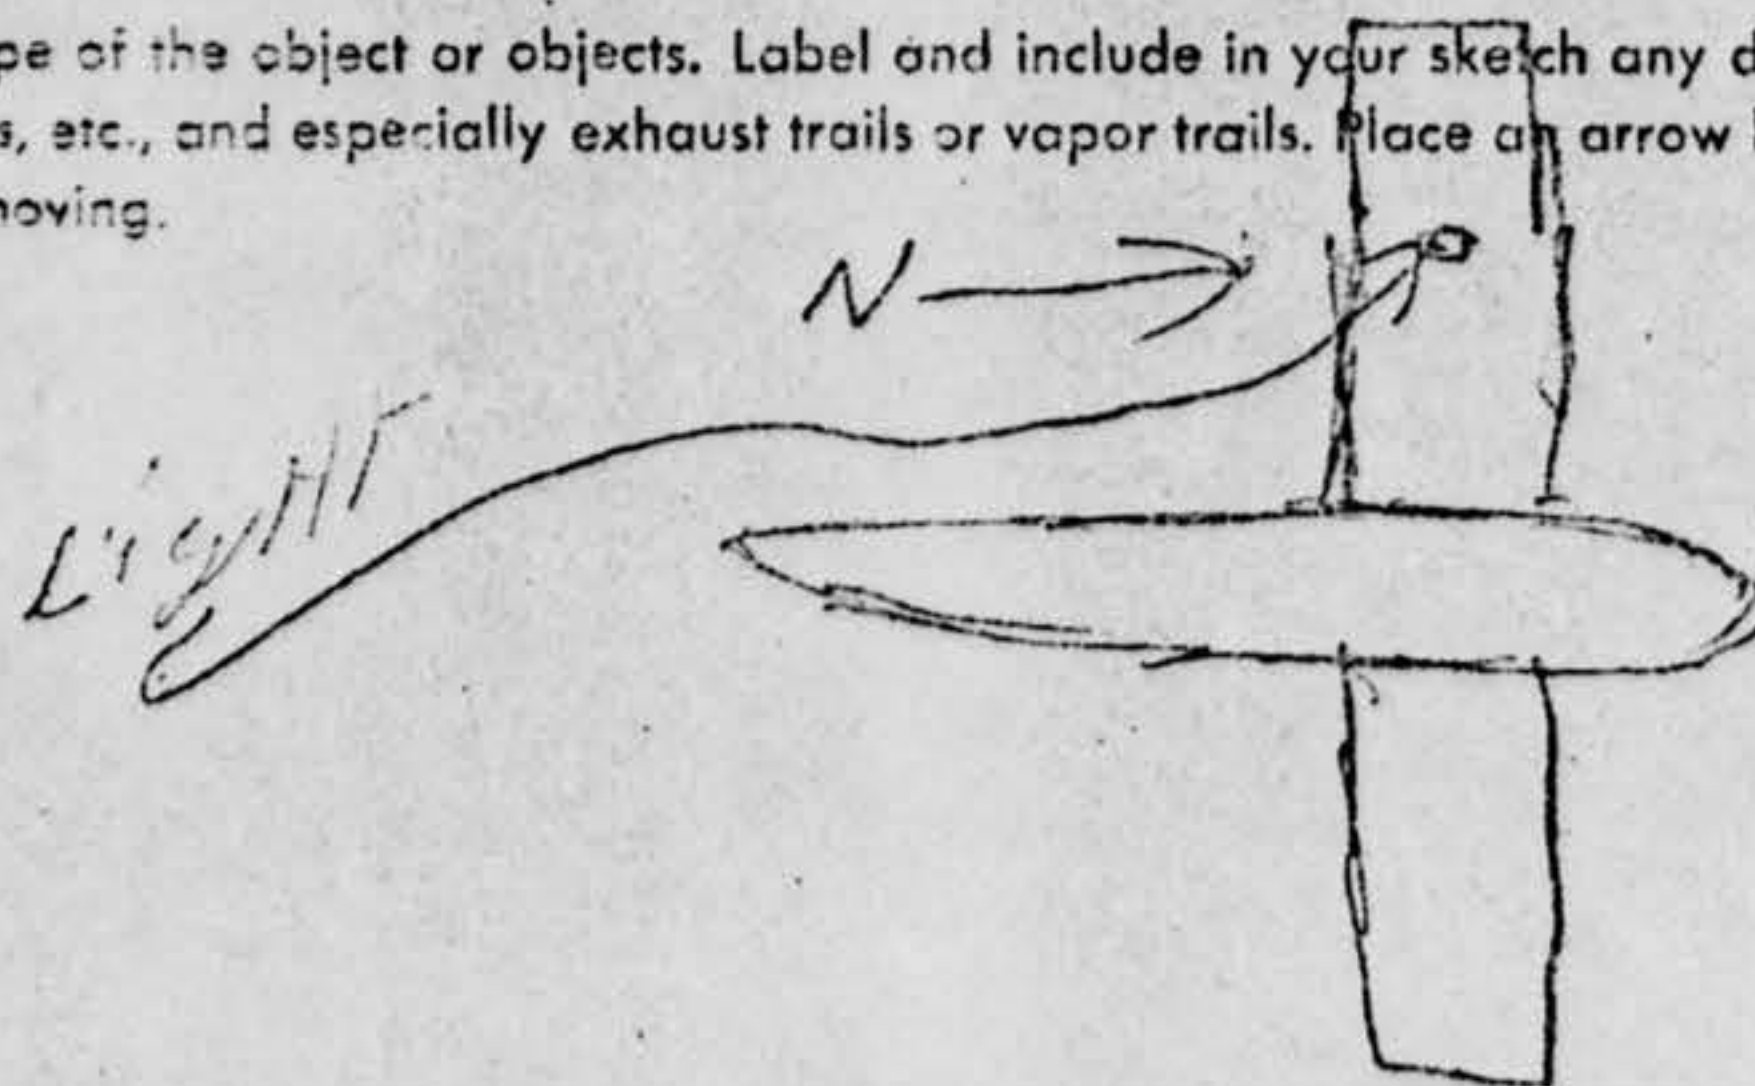 pe of the object or objects. Label and include in your sketch any d
s, etc., and especially exhaust trails or vapor trails. Place an arrow
moving.
N
LigHT